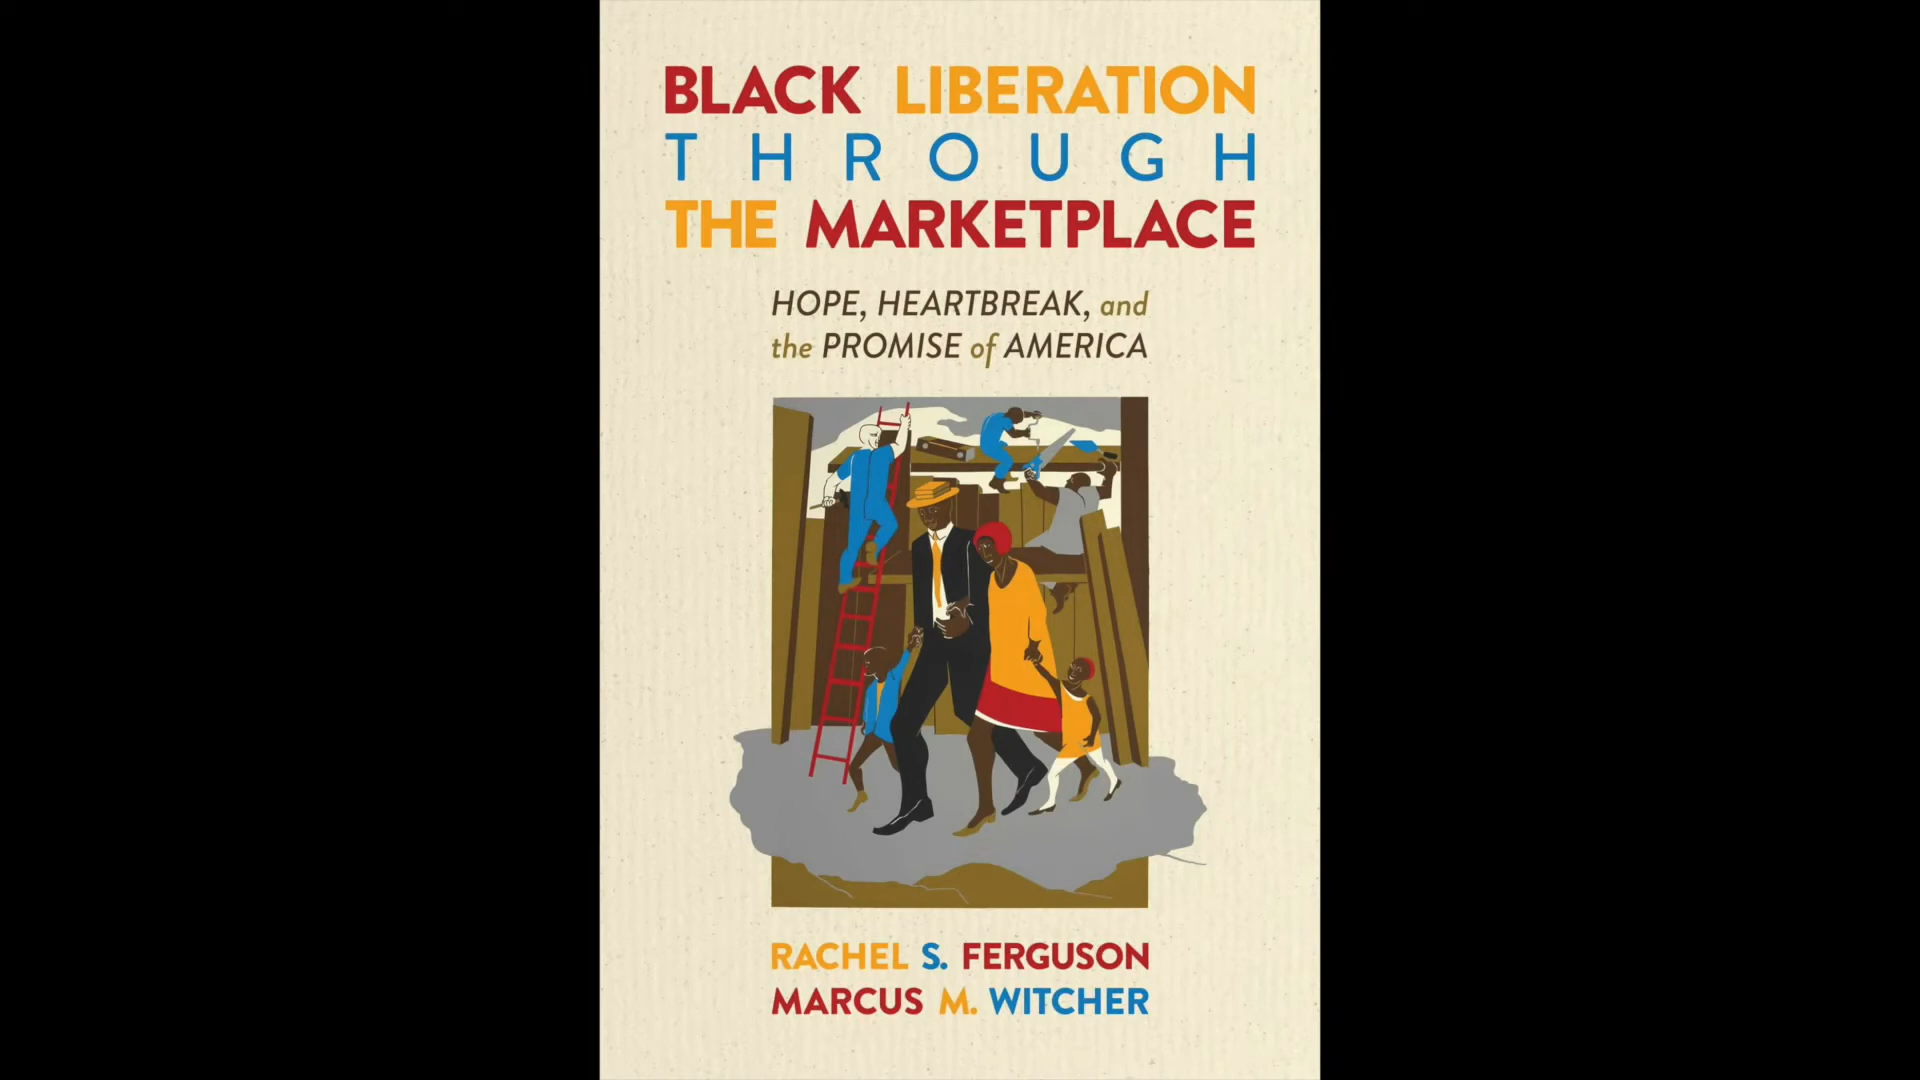 BLACK LIBERATION
THROUGH
THE MARKETPLACE
HOPE, HEARTBREAK, and
the PROMISE of AMERICA
RACHEL S. FERGUSON
MARCUS M. WITCHER